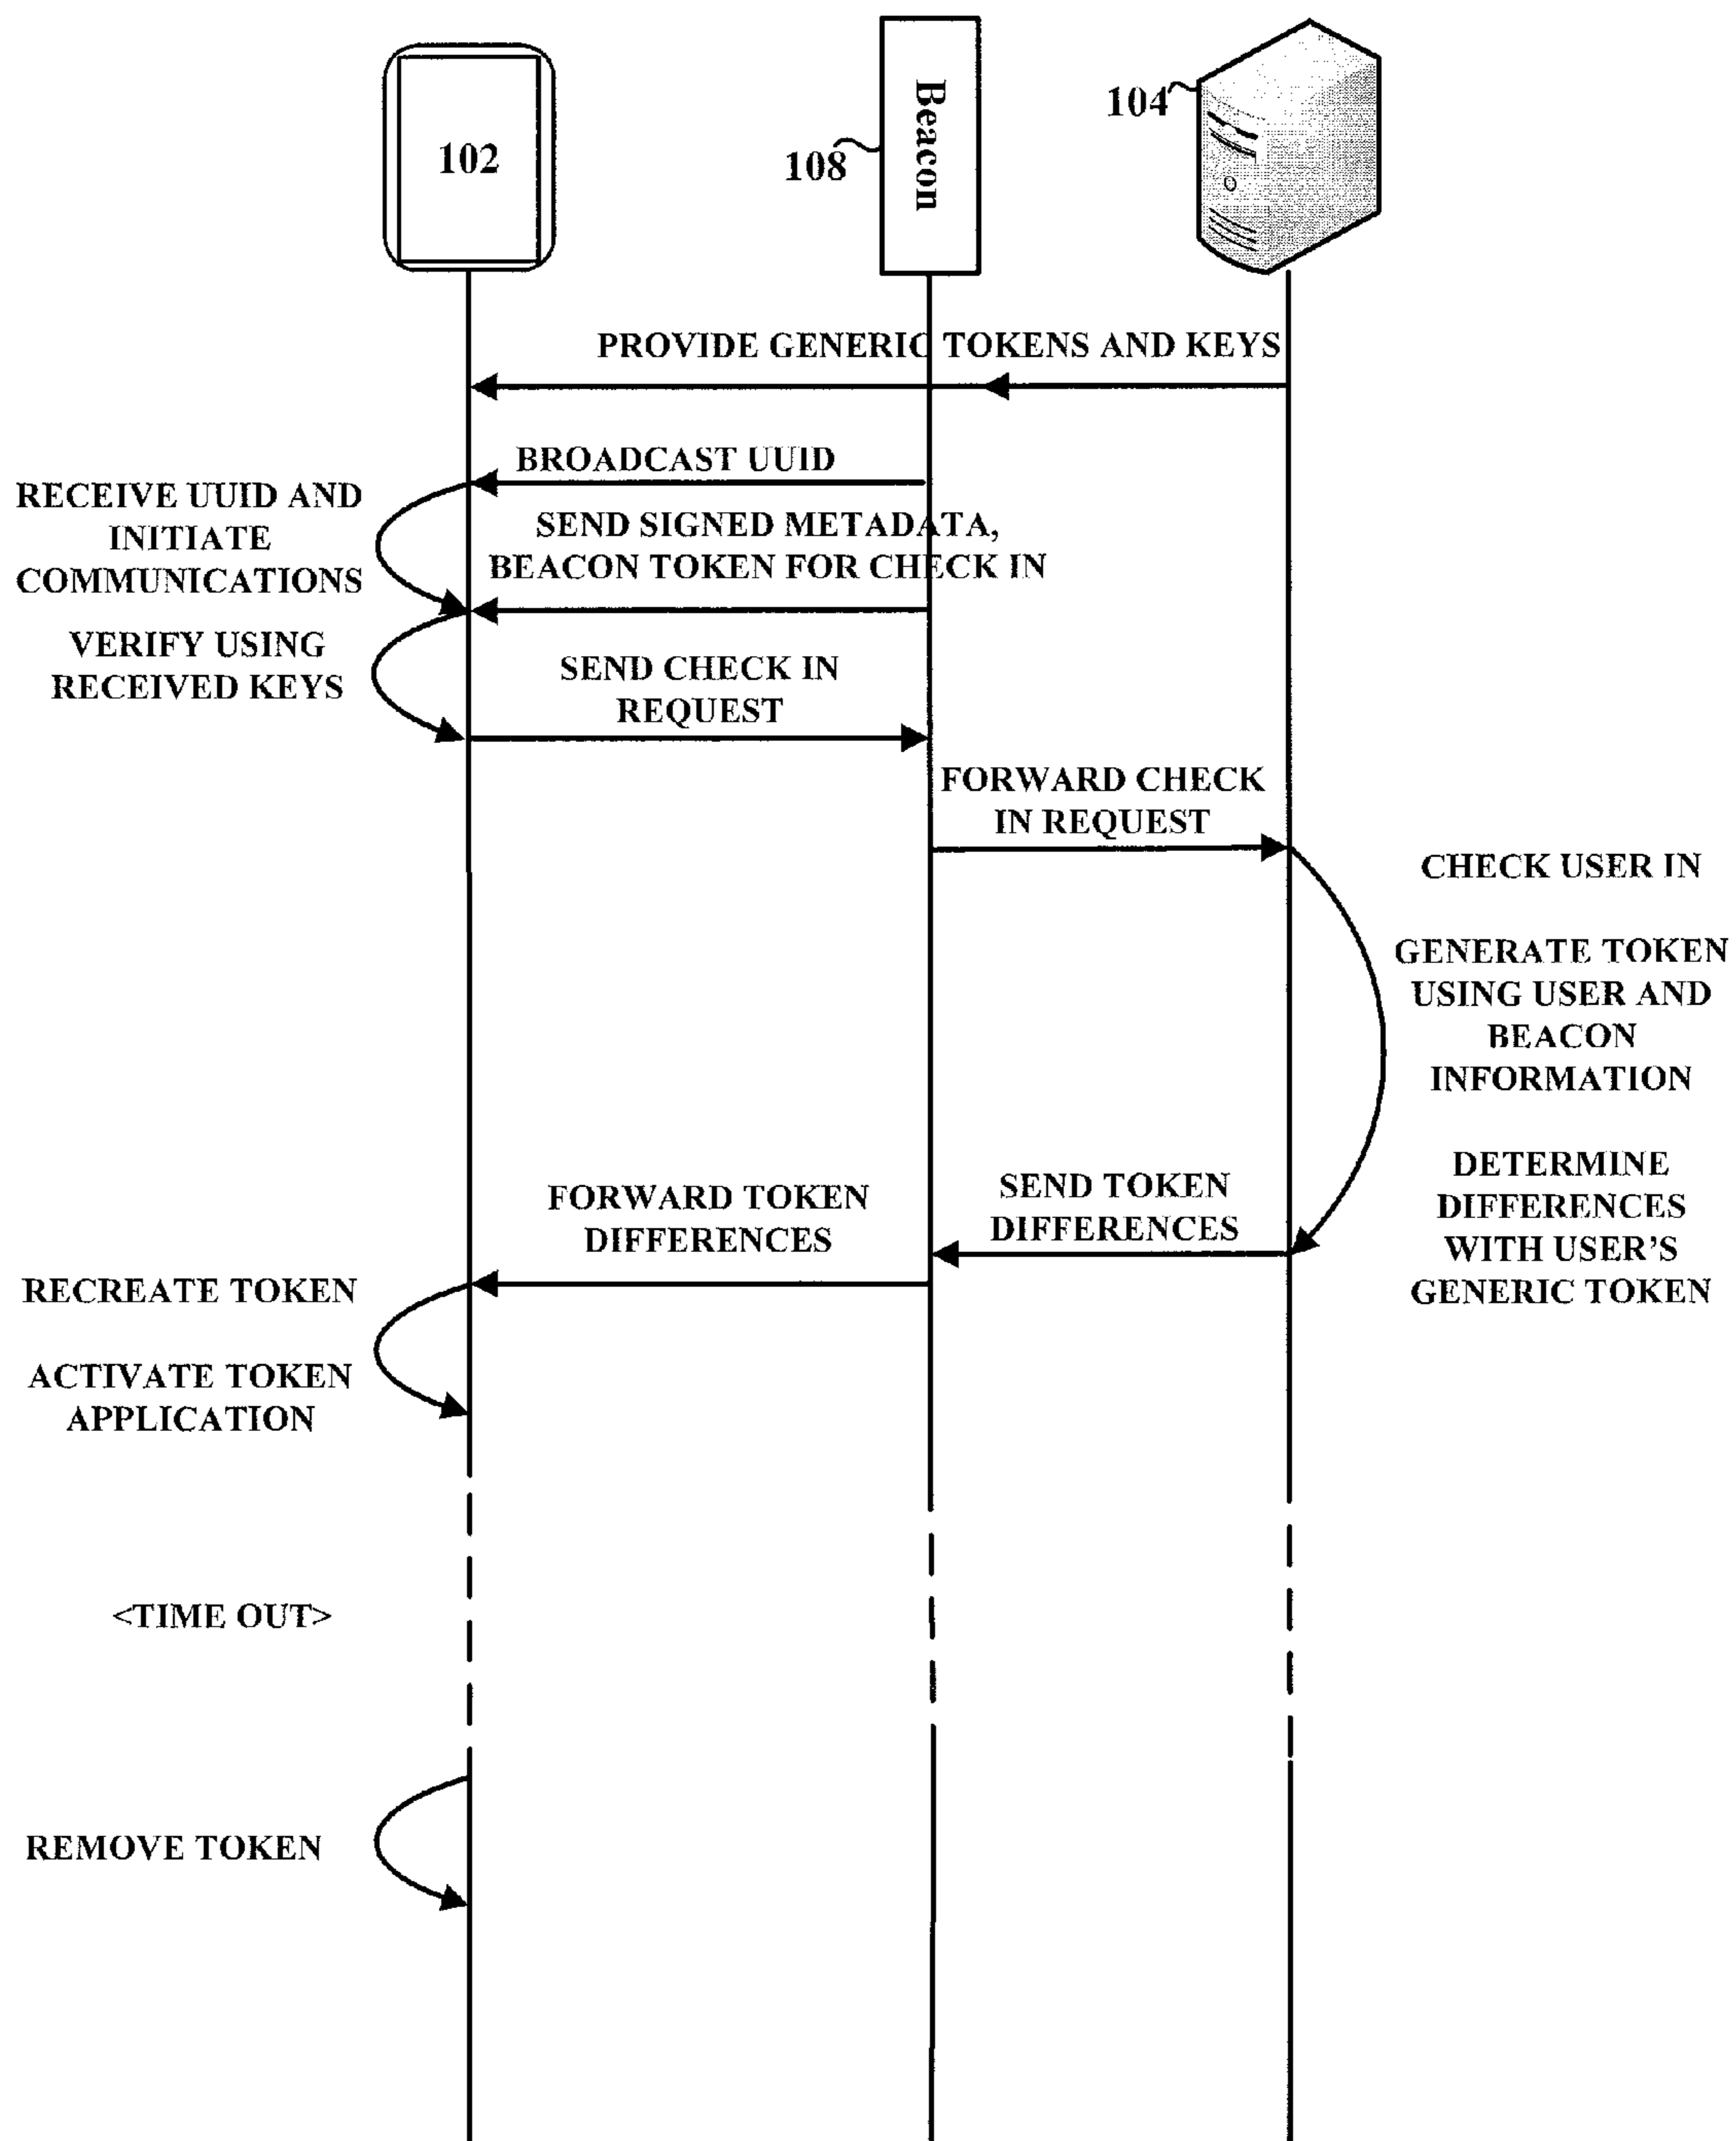 102
108
Beacon
104
PROVIDE GENERIC TOKENS AND KEYS
BROADCAST UUID
RECEIVE UUID AND
INITIATE
COMMUNICATIONS
SEND SIGNED METADATA,
BEACON TOKEN FOR CHECK IN
VERIFY USING
RECEIVED KEYS
SEND CHECK IN
REQUEST
FORWARD CHECK
IN REQUEST
CHECK USER IN
GENERATE TOKEN
USING USER AND
BEACON
INFORMATION
DETERMINE
DIFFERENCES
WITH USER'S
GENERIC TOKEN
SEND TOKEN
DIFFERENCES
FORWARD TOKEN
DIFFERENCES
RECREATE TOKEN
ACTIVATE TOKEN
APPLICATION
<TIME OUT>
REMOVE TOKEN